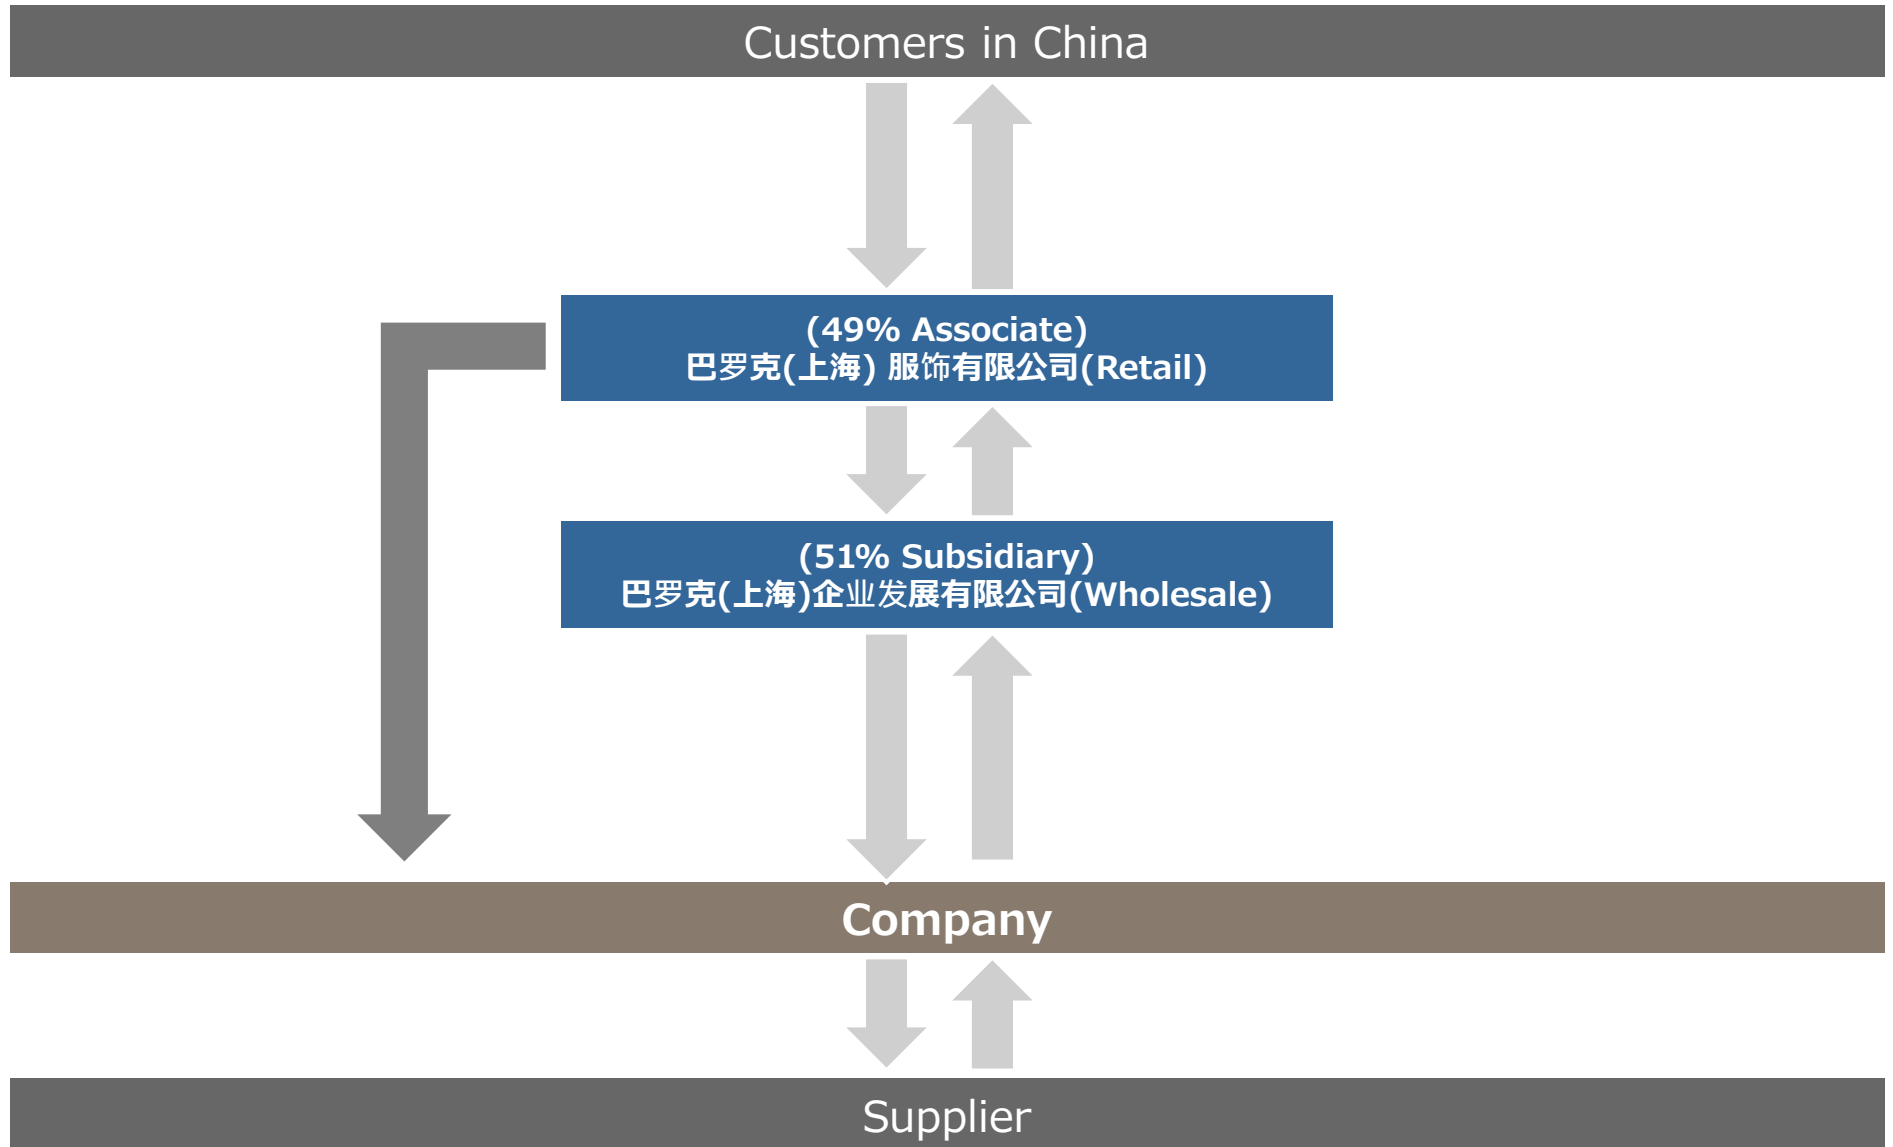 Customers in China
(49% Associate)
巴罗克(上海) 服饰有限公司(Retail)
(51% Subsidiary)
巴罗克(上海)企业发展有限公司(Wholesale)
Company
Supplier